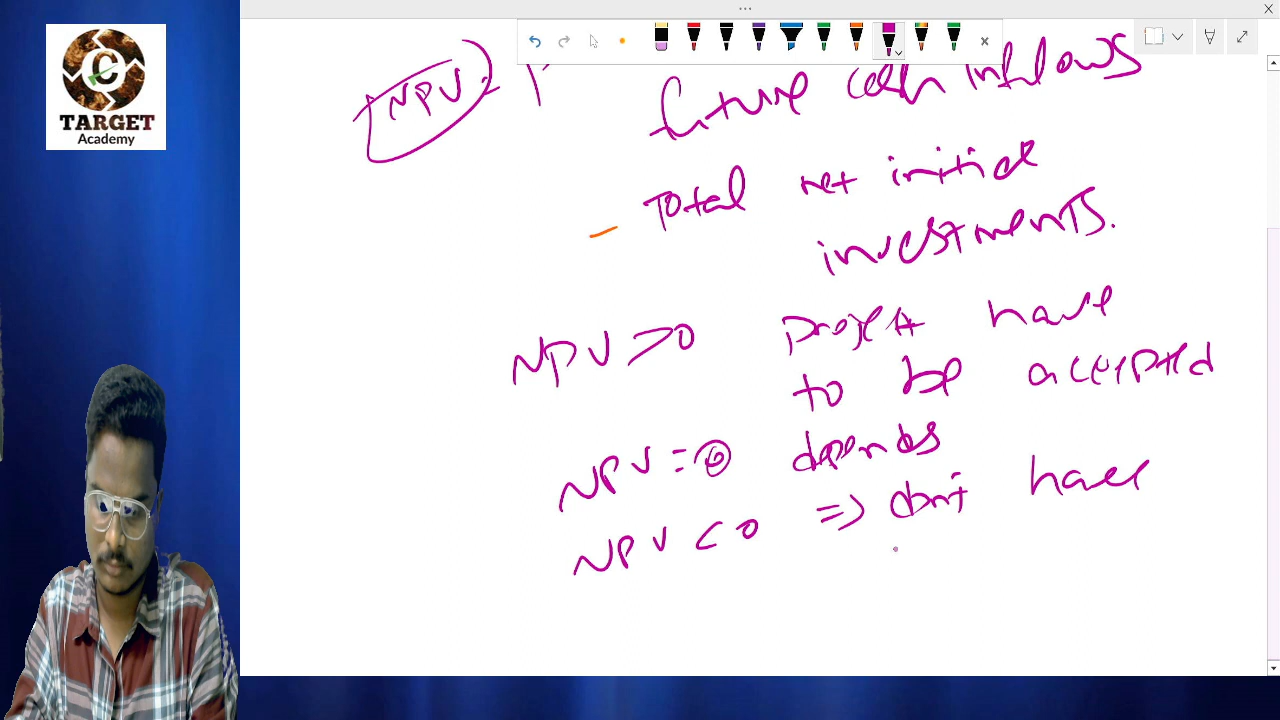 TARGET
Academy
NPV:
future cash inflows
- Total net initial
investments.
NPV > 0 project have
to be accepted
NPV = 0 depends
NPV < 0 => don't have